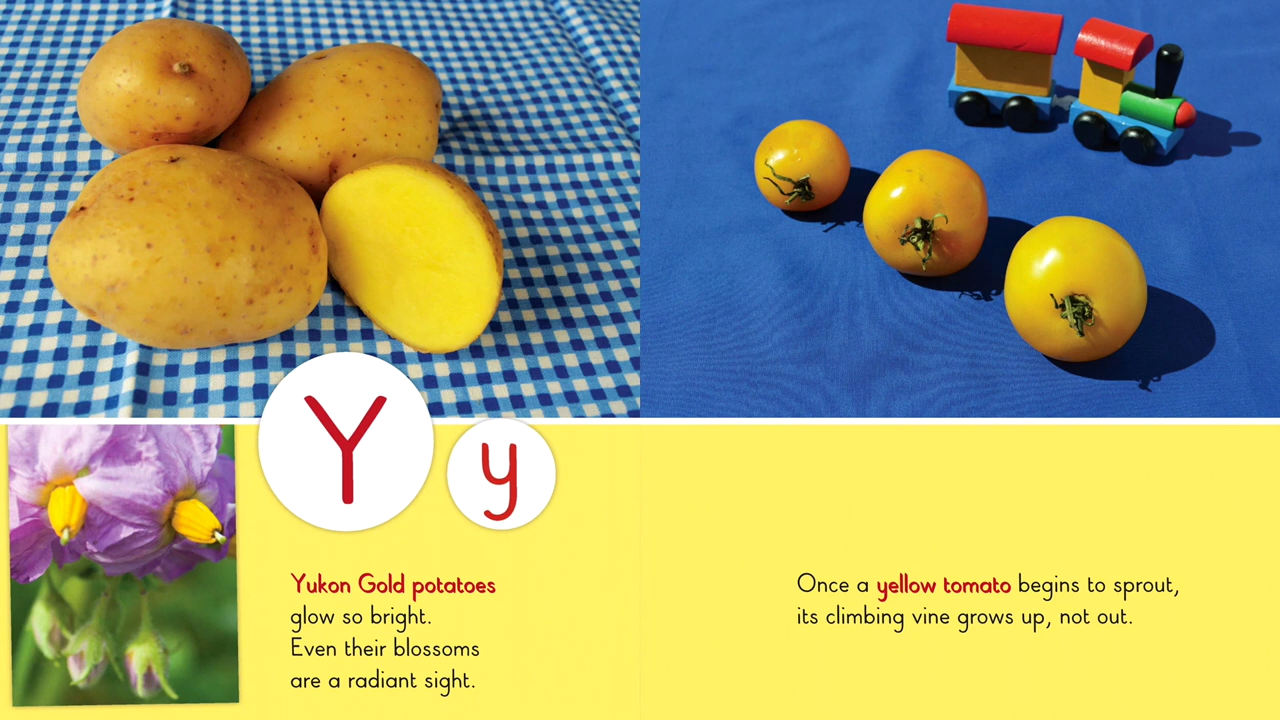 Y
y
Yukon Gold potatoes
glow so bright.
Even their blossoms
are a radiant sight.
Once a yellow tomato begins to sprout,
its climbing vine grows up, not out.